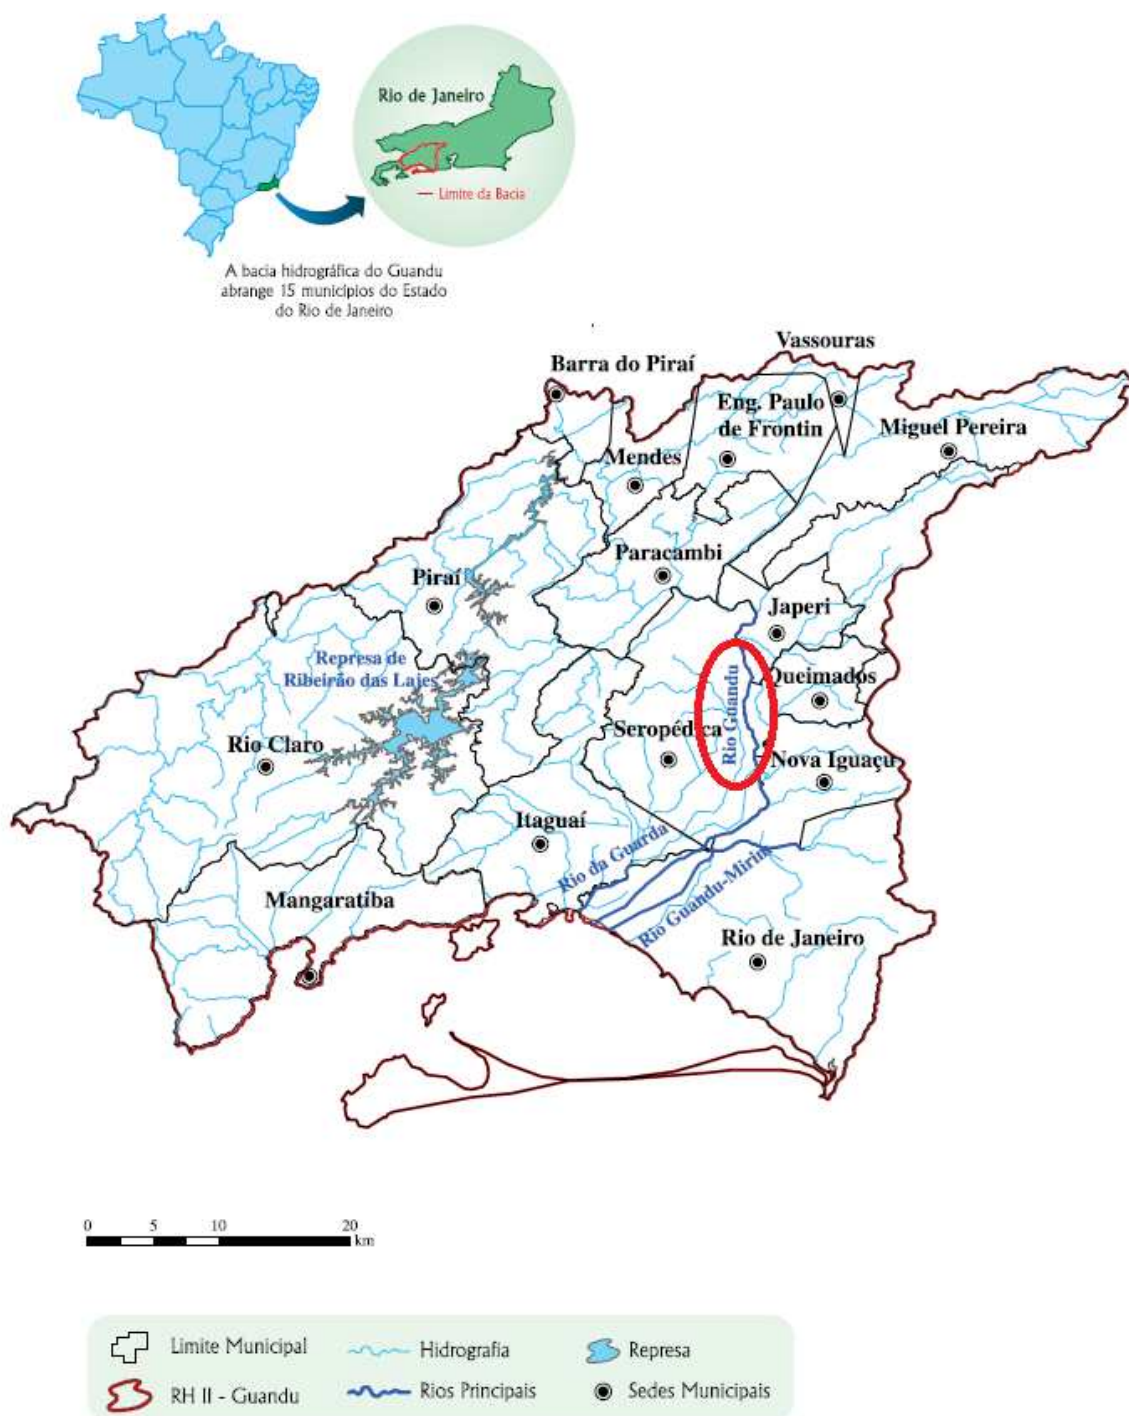 Rio de Janeiro
Limite da Bacia
A bacia hidrográfica do Guandu
abrange 15 municípios do Estado
do Rio de Janeiro
Vassouras
Barra do Piraí
Eng. Paulo
de Frontin
Miguel Pereira
Mendes
Paracambi
Piraí
Japeri
Represa de
Ribeirão das Lajes
Rio Guandu
Queimados
Seropédica
Rio Claro
Nova Iguaçu
Itaguaí
Rio da Guarda
Rio Guandu-Mirim
Mangaratiba
Rio de Janeiro
0 5 10 20
km
Limite Municipal
Hidrografia
Represa
RH II - Guandu
Rios Principais
Sedes Municipais